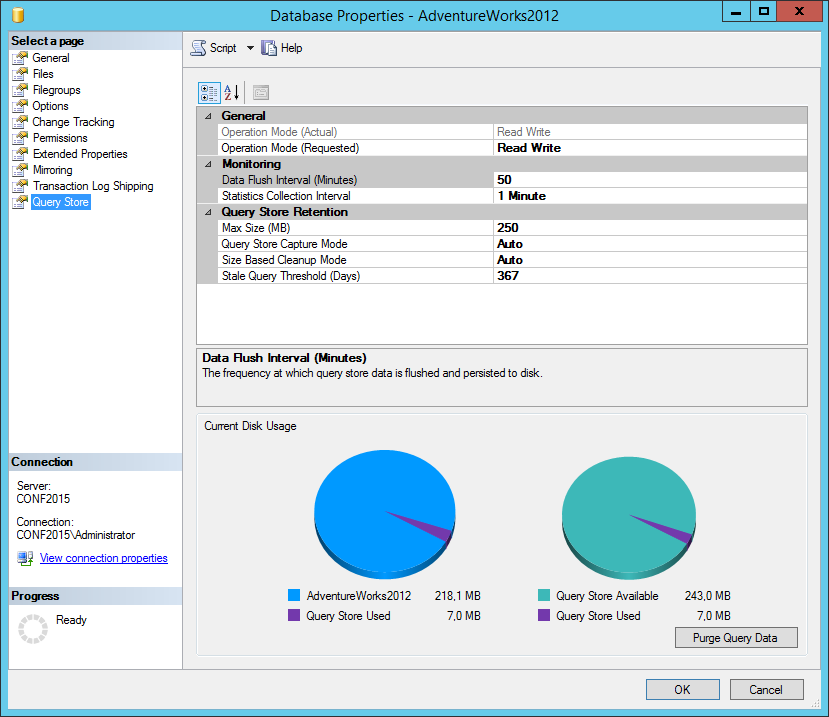 Database Properties - AdventureWorks2012
Select a page
General
Files
Filegroups
Options
Change Tracking
Permissions
Extended Properties
Mirroring
Transaction Log Shipping
Query Store
Connection
Server:
CONF2015
Connection:
CONF2015\Administrator
View connection properties
Progress
Ready
Script Help
General
Operation Mode (Actual) Read Write
Operation Mode (Requested) Read Write
Monitoring
Data Flush Interval (Minutes) 50
Statistics Collection Interval 1 Minute
Query Store Retention
Max Size (MB) 250
Query Store Capture Mode Auto
Size Based Cleanup Mode Auto
Stale Query Threshold (Days) 367
Data Flush Interval (Minutes)
The frequency at which query store data is flushed and persisted to disk.
Current Disk Usage
AdventureWorks2012 218,1 MB
Query Store Used 7,0 MB
Query Store Available 243,0 MB
Query Store Used 7,0 MB
Purge Query Data
OK Cancel